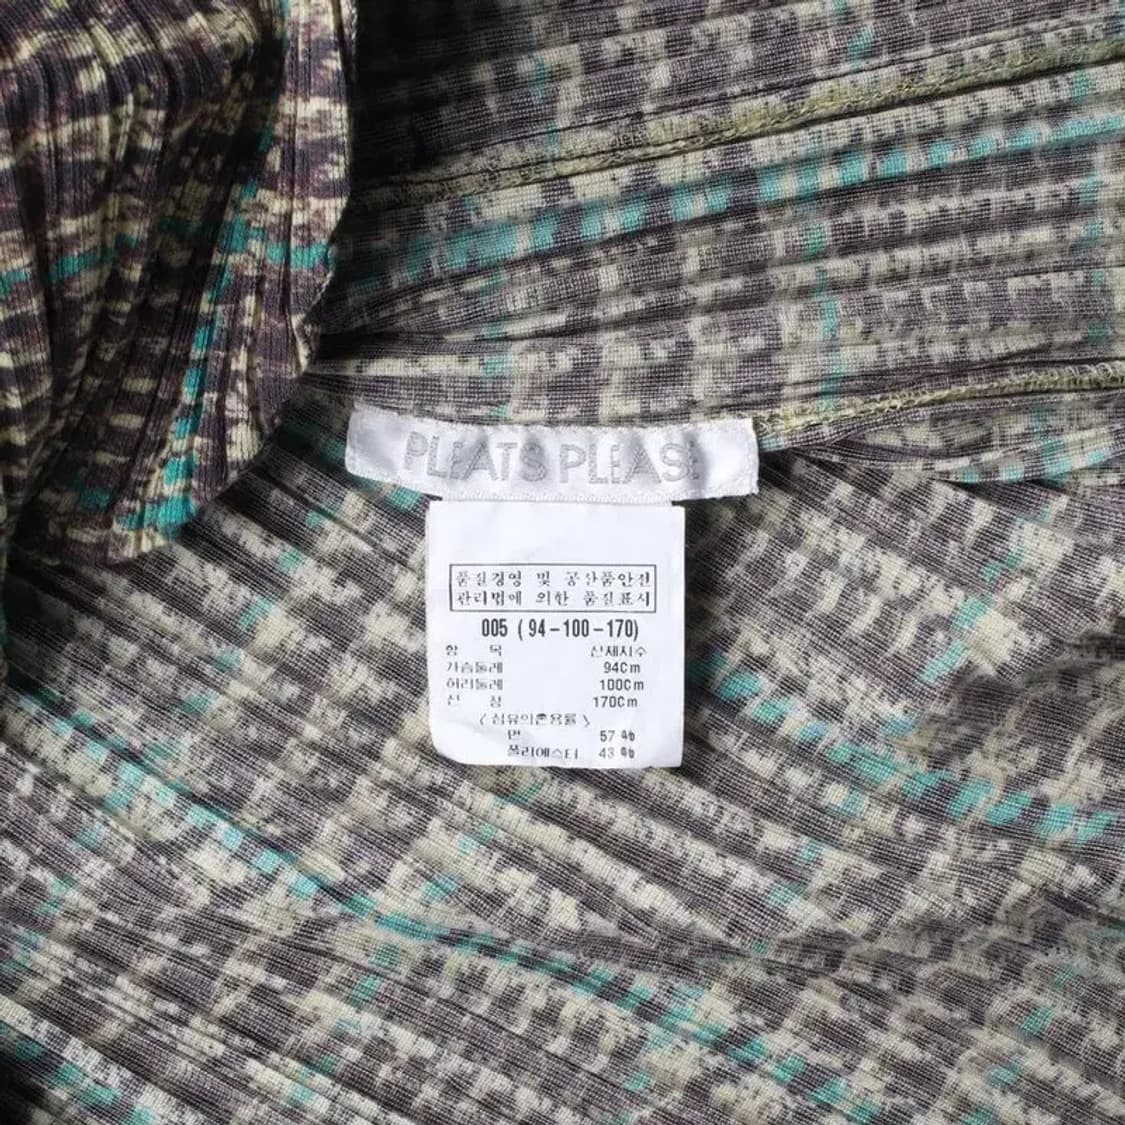 PLEATS PLEASE
품질경영 및 공산품안전
관리법에 의한 품질표시
005 (94-100-170)
항 목 신체치수
가슴둘레 94Cm
허리둘레 100Cm
신 장 170Cm
〈섬유의혼용률〉
면 57 %
폴리에스터 43 %